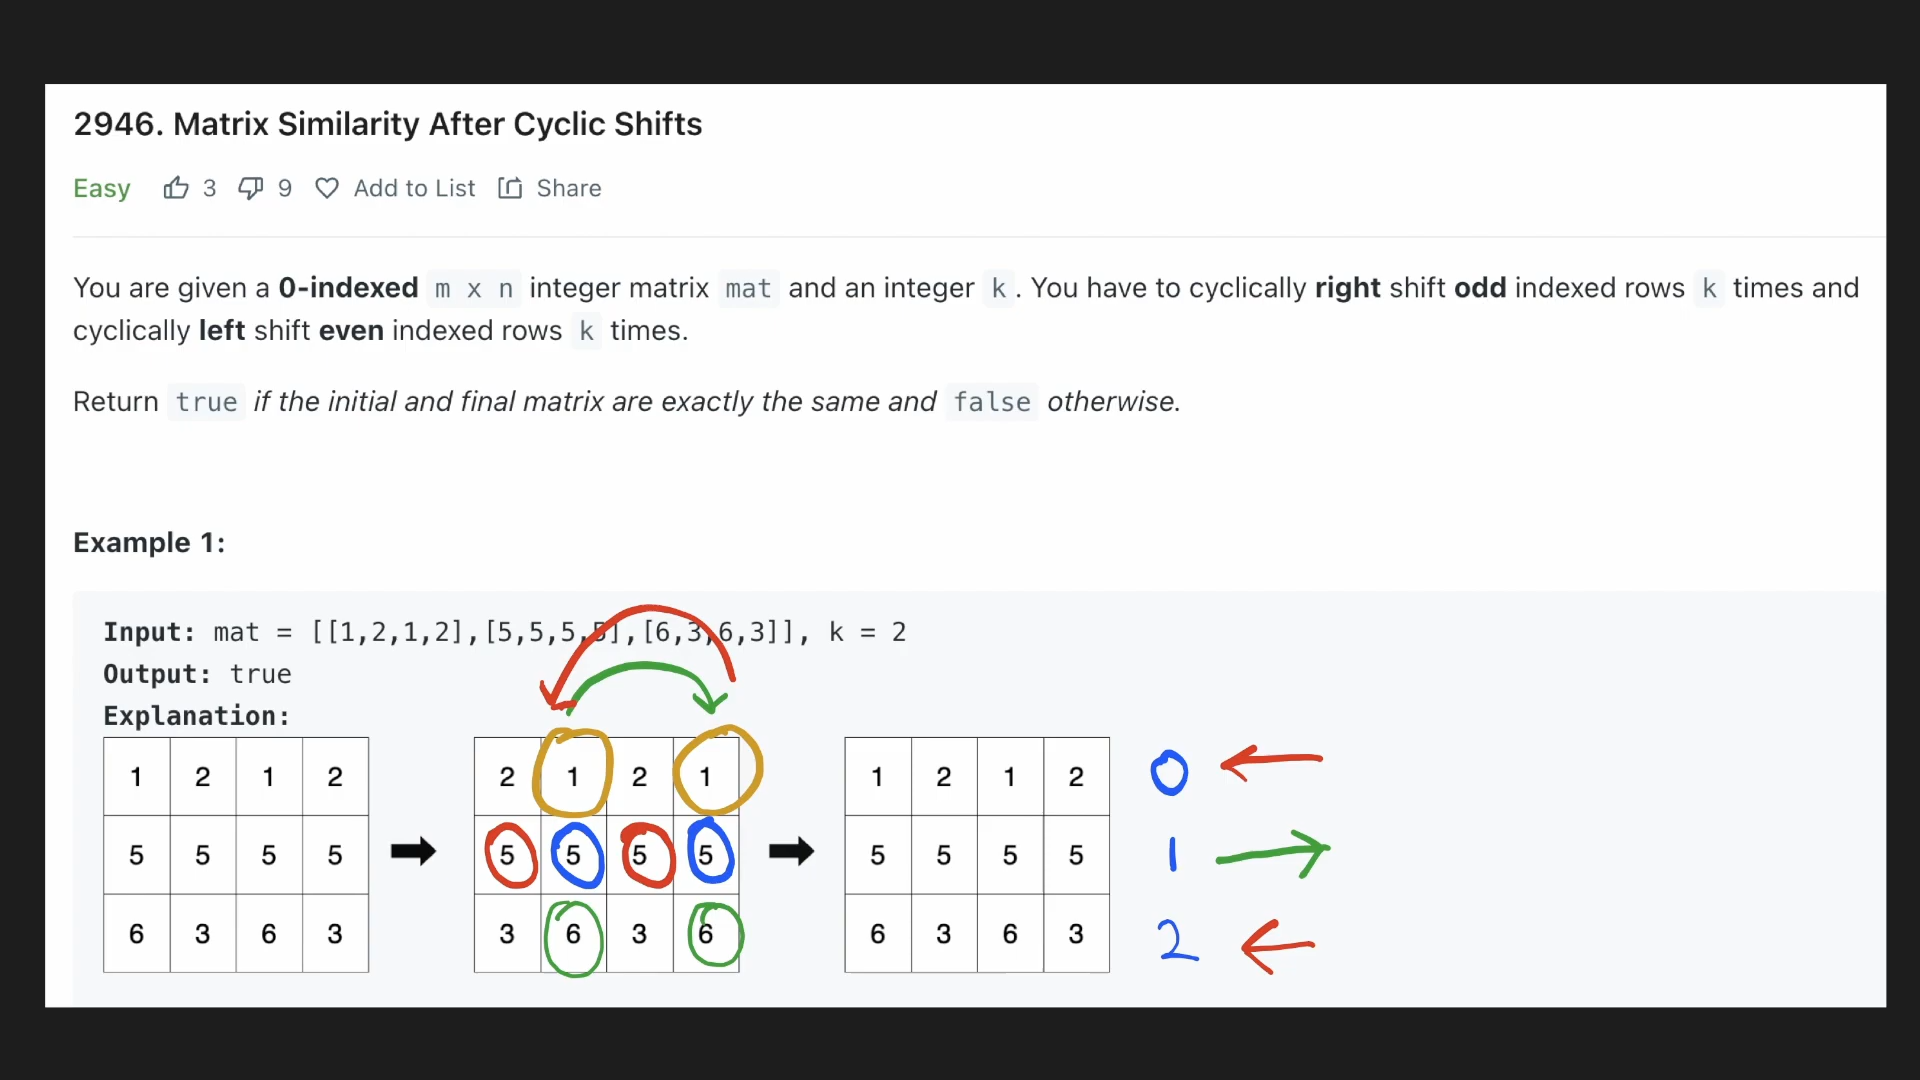 2946. Matrix Similarity After Cyclic Shifts
Easy 3 9 Add to List Share
You are given a 0-indexed m x n integer matrix mat and an integer k. You have to cyclically right shift odd indexed rows k times and
cyclically left shift even indexed rows k times.
Return true if the initial and final matrix are exactly the same and false otherwise.
Example 1:
Input: mat = [[1,2,1,2],[5,5,5,5],[6,3,6,3]], k = 2
Output: true
Explanation:
1 2 1 2 2 1 2 1 1 2 1 2 0
5 5 5 5 5 5 5 5 5 5 5 5 1
6 3 6 3 3 6 3 6 6 3 6 3 2